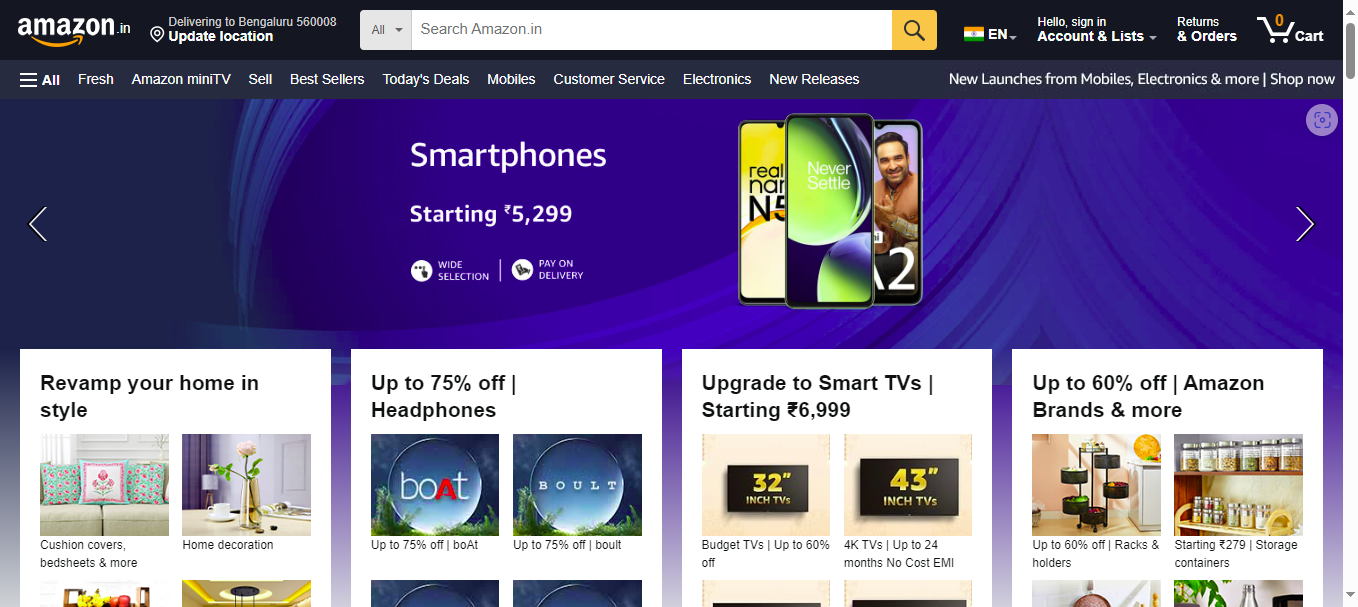 amazon.in
Delivering to Bengaluru 560008
Update location
All
Search Amazon.in
EN
Hello, sign in
Account & Lists
Returns
& Orders
0
Cart
All
Fresh
Amazon miniTV
Sell
Best Sellers
Today's Deals
Mobiles
Customer Service
Electronics
New Releases
New Launches from Mobiles, Electronics & more | Shop now
Smartphones
Starting ₹5,299
WIDE
SELECTION
PAY ON
DELIVERY
real
nar
N5
Never
Settle
A2
Revamp your home in
style
Cushion covers,
bedsheets & more
Home decoration
Up to 75% off |
Headphones
boAt
Up to 75% off | boAt
BOULT
Up to 75% off | boult
Upgrade to Smart TVs |
Starting ₹6,999
32”
INCH TVs
Budget TVs | Up to 60%
off
43”
INCH TVs
4K TVs | Up to 24
months No Cost EMI
Up to 60% off | Amazon
Brands & more
Up to 60% off | Racks &
holders
Starting ₹279 | Storage
containers